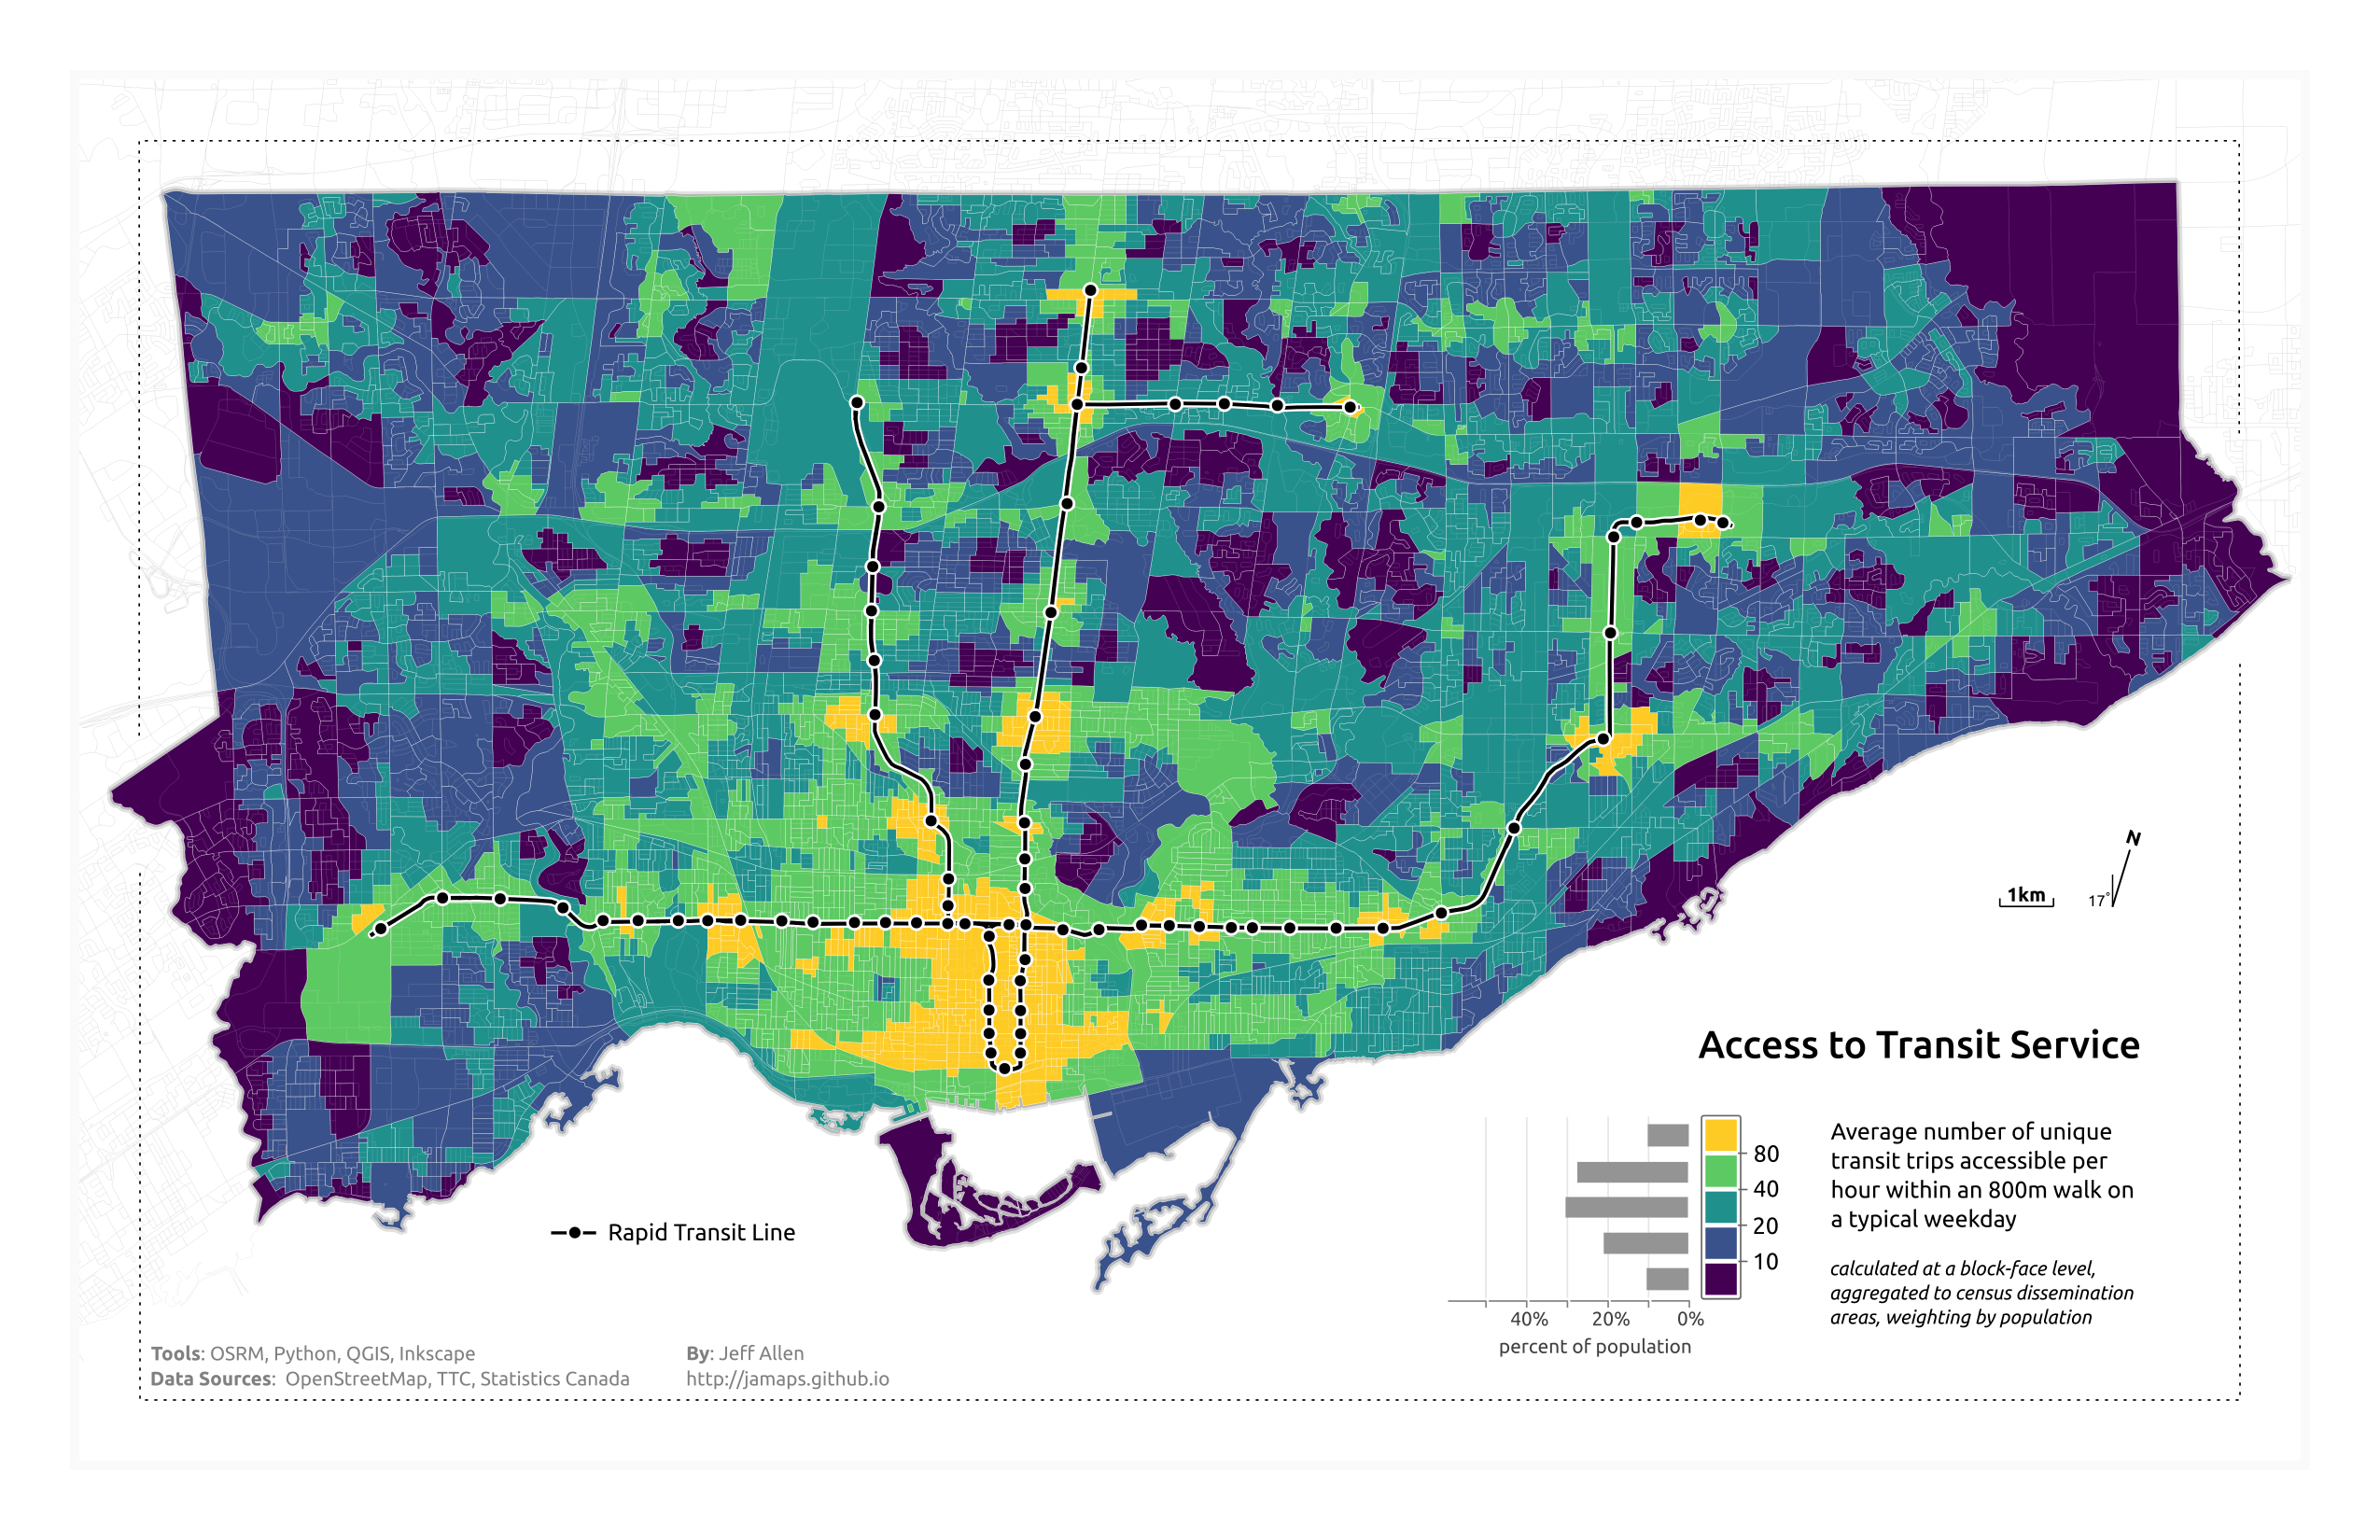 N
1km
17°
Access to Transit Service
80
40
20
10
Average number of unique
transit trips accessible per
hour within an 800m walk on
a typical weekday
calculated at a block-face level,
aggregated to census dissemination
areas, weighting by population
40% 20% 0%
percent of population
Rapid Transit Line
Tools: OSRM, Python, QGIS, Inkscape
Data Sources: OpenStreetMap, TTC, Statistics Canada
By: Jeff Allen
http://jamaps.github.io